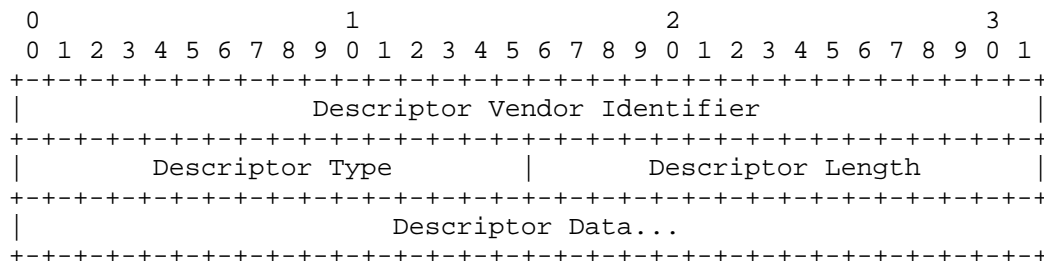 0                   1                   2                   3
 0 1 2 3 4 5 6 7 8 9 0 1 2 3 4 5 6 7 8 9 0 1 2 3 4 5 6 7 8 9 0 1
+-+-+-+-+-+-+-+-+-+-+-+-+-+-+-+-+-+-+-+-+-+-+-+-+-+-+-+-+-+-+-+-+
|                  Descriptor Vendor Identifier                 |
+-+-+-+-+-+-+-+-+-+-+-+-+-+-+-+-+-+-+-+-+-+-+-+-+-+-+-+-+-+-+-+-+
|        Descriptor Type        |       Descriptor Length       |
+-+-+-+-+-+-+-+-+-+-+-+-+-+-+-+-+-+-+-+-+-+-+-+-+-+-+-+-+-+-+-+-+
|                       Descriptor Data...
+-+-+-+-+-+-+-+-+-+-+-+-+-+-+-+-+-+-+-+-+-+-+-+-+-+-+-+-+-+-+-+-+